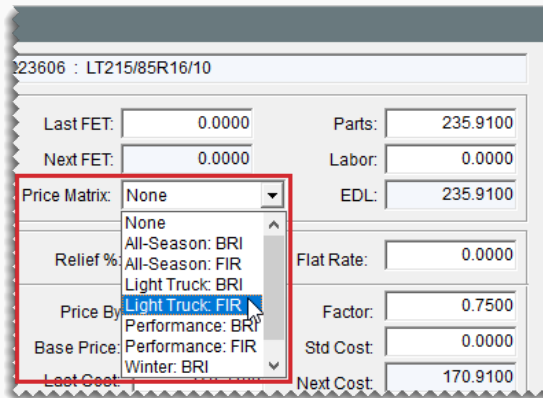 223606 : LT215/85R16/10
Last FET: 0.0000 Parts: 235.9100
Next FET: 0.0000 Labor: 0.0000
Price Matrix: None EDL: 235.9100
None
All-Season: BRI
Relief %: All-Season: FIR Flat Rate: 0.0000
Light Truck: BRI
Price By Light Truck: FIR Factor: 0.7500
Performance: BRI
Base Price: Performance: FIR Std Cost: 0.0000
Winter: BRI
Last Cost: Next Cost: 170.9100